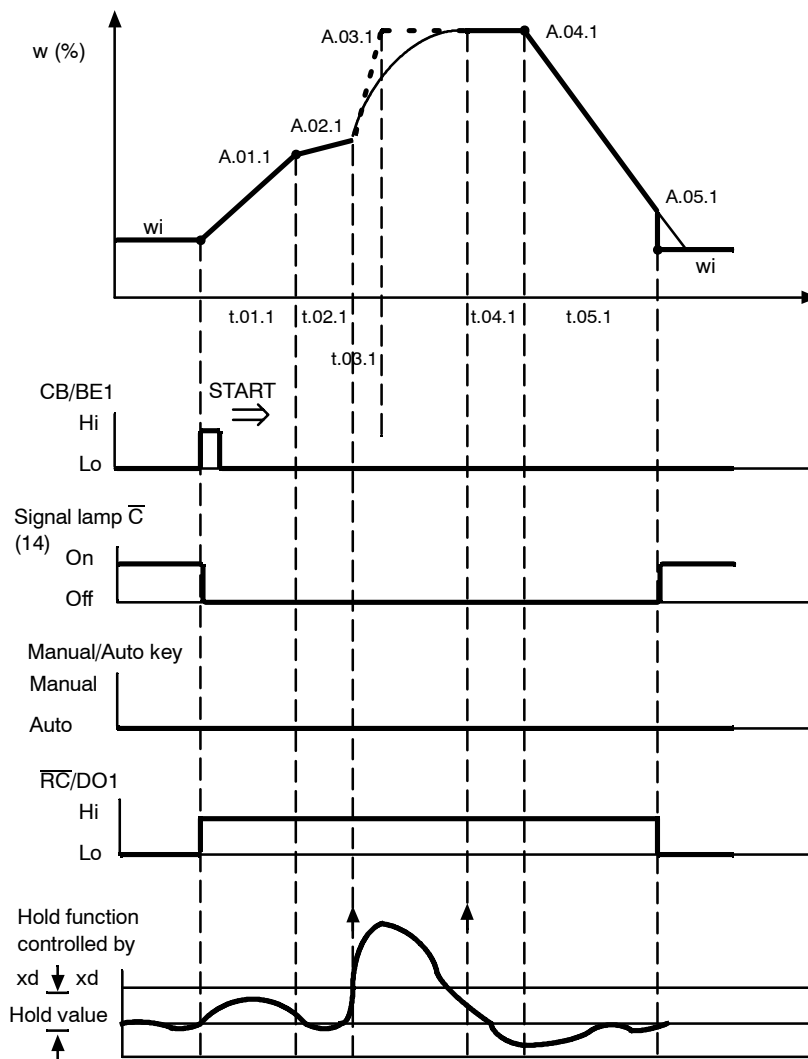 w (%)
A.03.1
A.04.1
A.02.1
A.01.1
A.05.1
wi
wi
t.01.1
t.02.1
t.04.1
t.05.1
t.03.1
CB/BE1
START
Hi
Lo
Signal lamp C̅
(14)
On
Off
Manual/Auto key
Manual
Auto
R̅C̅/DO1
Hi
Lo
Hold function
controlled by
xd xd
Hold value